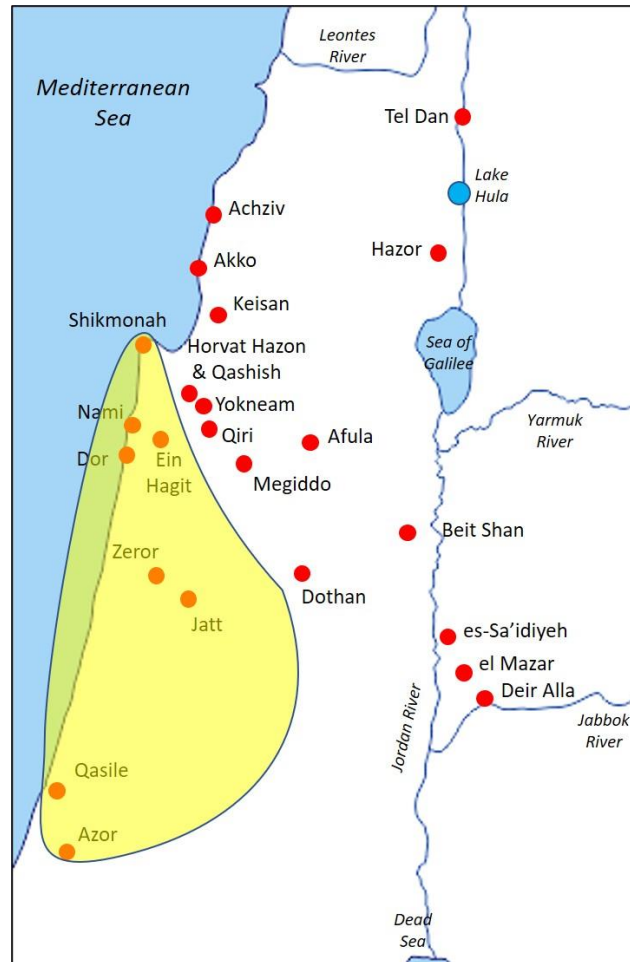 Leontes
River
Mediterranean
Sea
Tel Dan
Lake
Hula
Achziv
Hazor
Akko
Keisan
Shikmonah
Sea of
Galilee
Horvat Hazon
& Qashish
Nami
Yokneam
Yarmuk
River
Qiri
Afula
Dor
Ein
Hagit
Megiddo
Beit Shan
Zeror
Dothan
Jatt
es-Sa’idiyeh
el Mazar
Deir Alla
Jordan River
Jabbok
River
Qasile
Azor
Dead
Sea